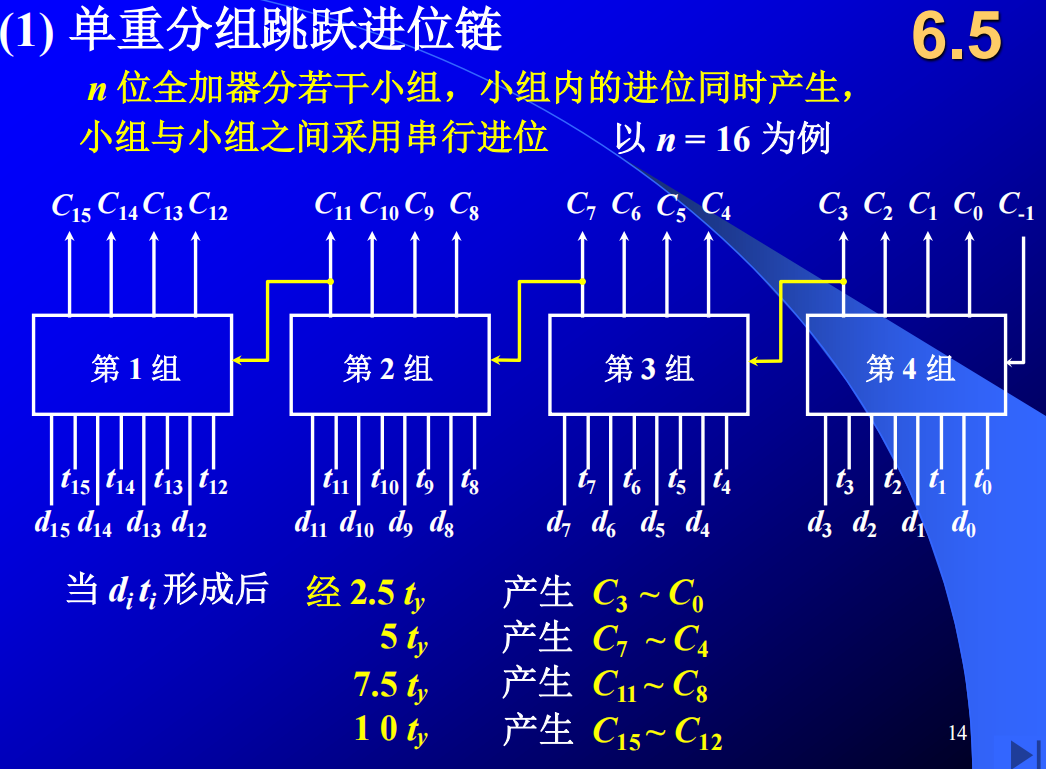 (1) 单重分组跳跃进位链
6.5
n 位全加器分若干小组，小组内的进位同时产生，
小组与小组之间采用串行进位 以 n = 16 为例
C15 C14 C13 C12 C11 C10 C9 C8 C7 C6 C5 C4 C3 C2 C1 C0 C-1
第 1 组 第 2 组 第 3 组 第 4 组
t15 t14 t13 t12 t11 t10 t9 t8 t7 t6 t5 t4 t3 t2 t1 t0
d15 d14 d13 d12 d11 d10 d9 d8 d7 d6 d5 d4 d3 d2 d1 d0
当 di ti 形成后 经 2.5 ty 产生 C3 ~ C0
5 ty 产生 C7 ~ C4
7.5 ty 产生 C11 ~ C8
1 0 ty 产生 C15 ~ C12
14